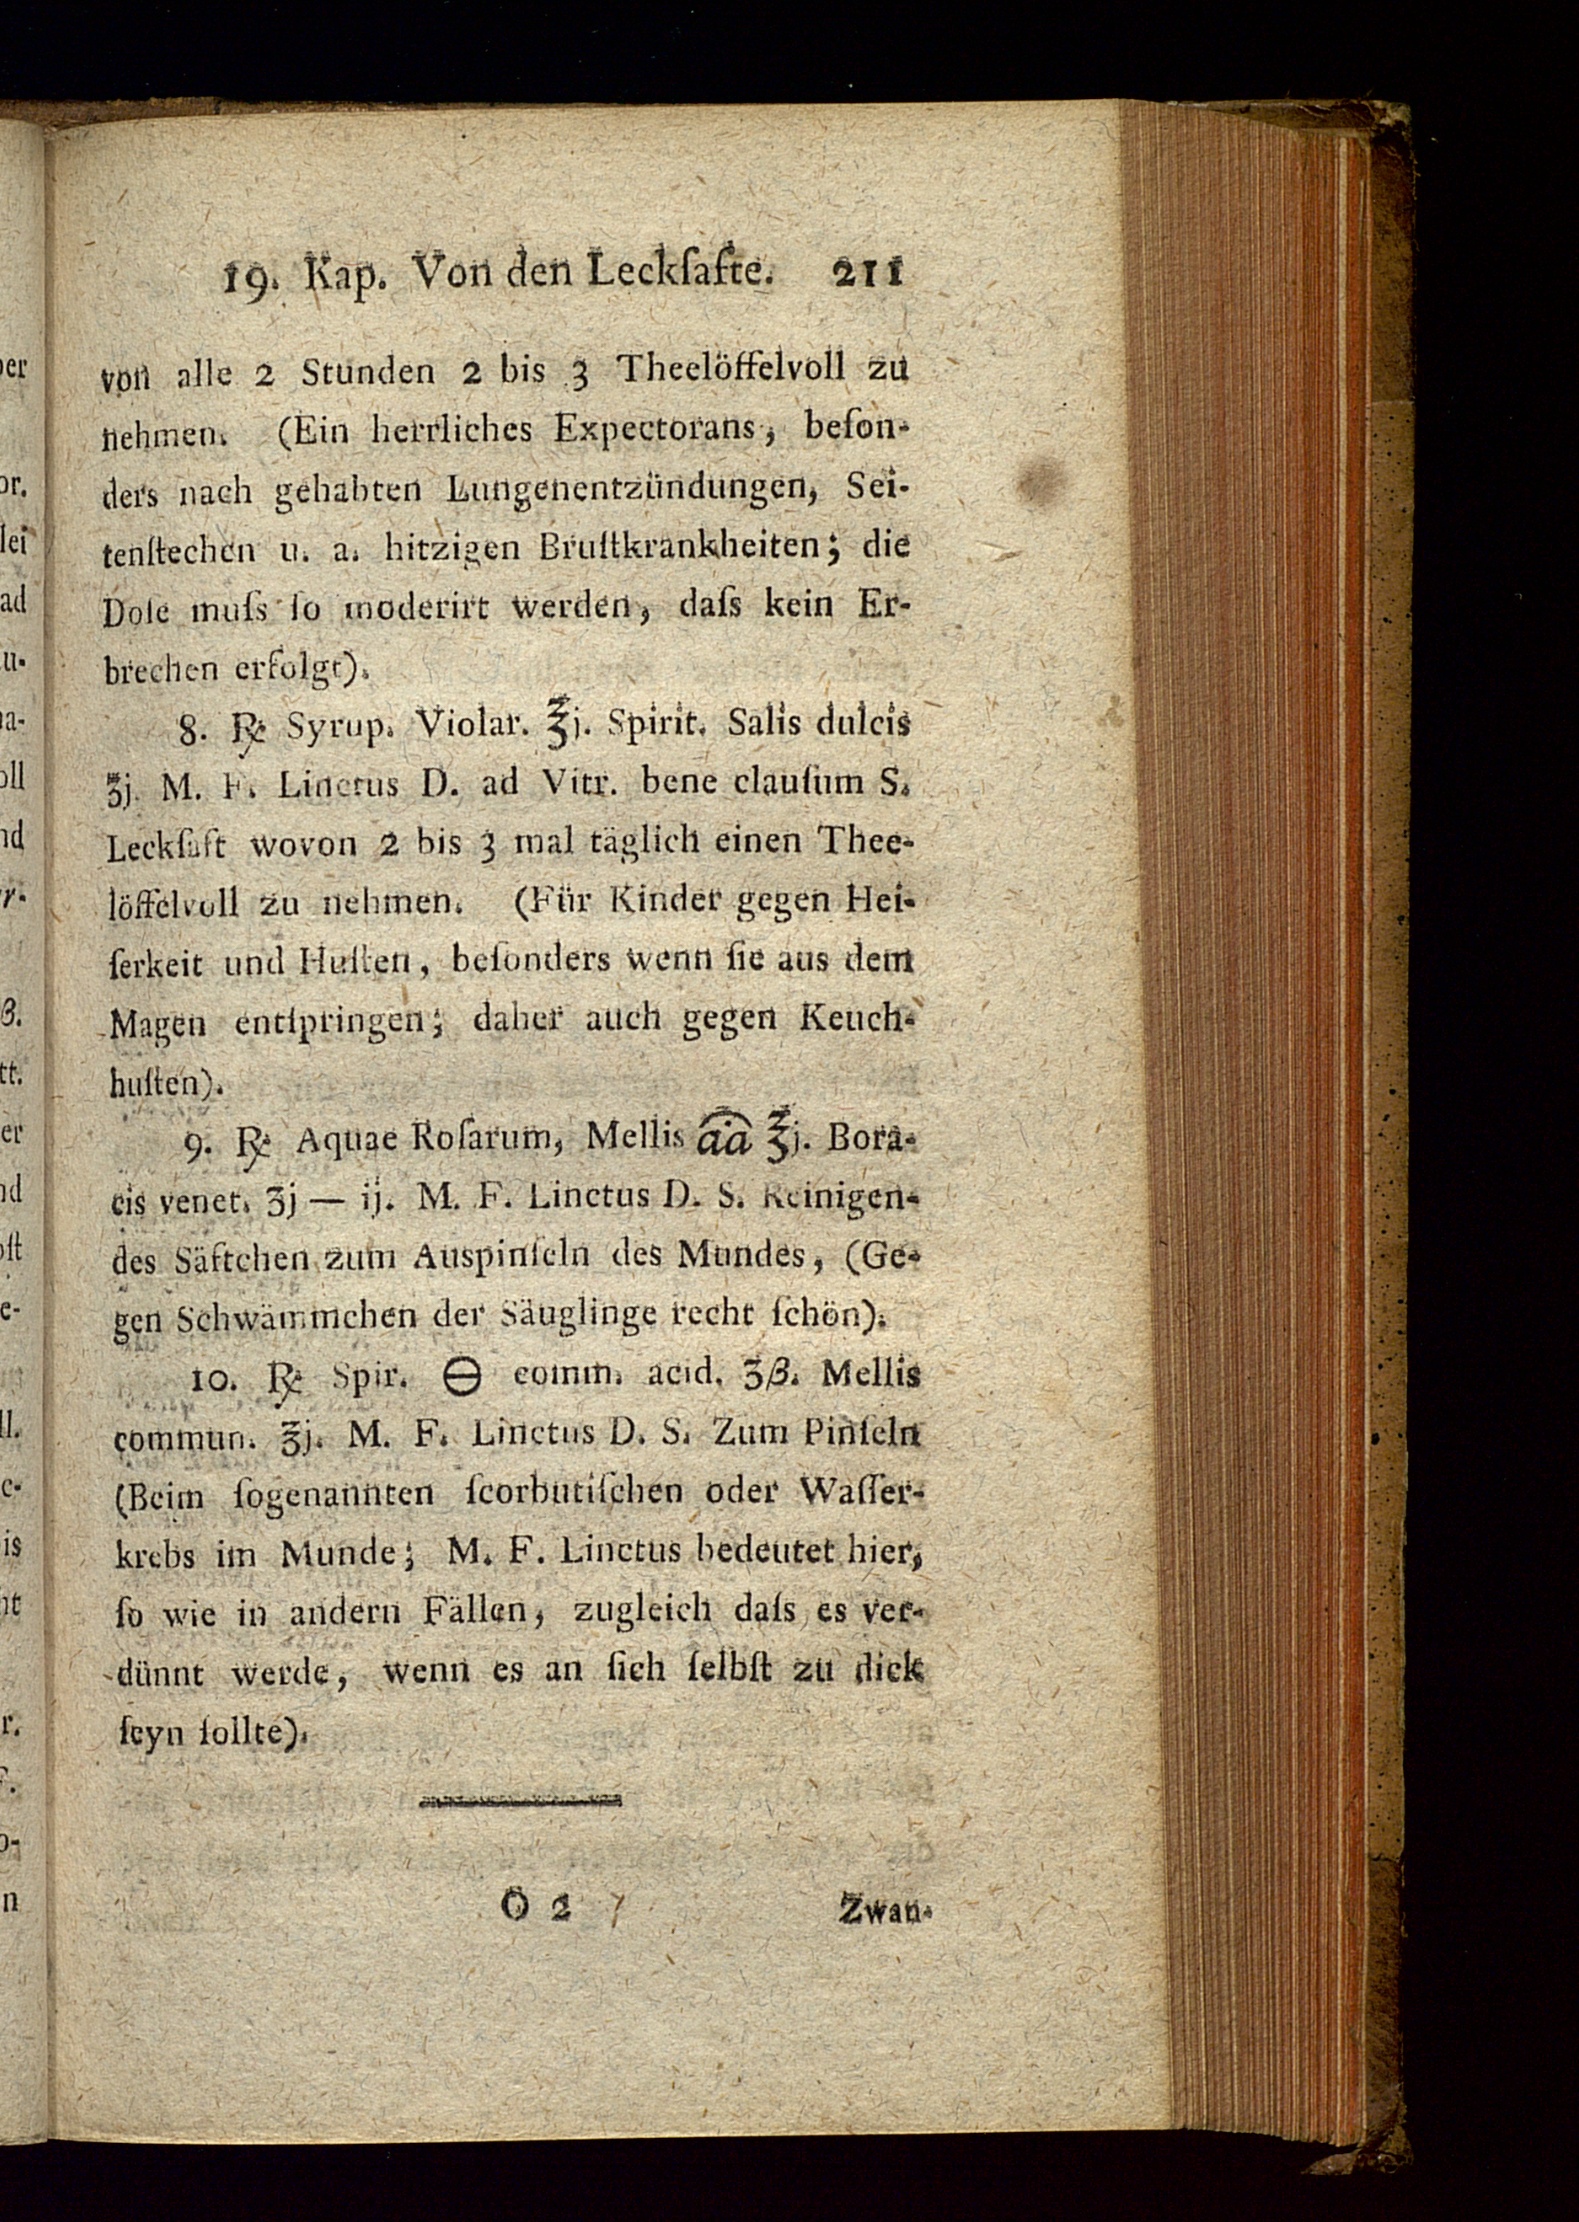 19. Kap. Von den Leckſafte. 211
von alle 2 Stunden 2 bis 3 Theelöffelvoll zu
nehmen. (Ein herrliches Expectorans, beſon-
ders nach gehabten Lungenentzündungen, Sei-
tenſtechen u. a. hitzigen Bruſtkrankheiten; die
Doſe muſs ſo moderirt werden, daſs kein Er-
brechen erfolgt).
8. ℞ Syrup. Violar. ℥j. Spirit. Salis dulcis
ʒj. M. F. Linctus D. ad Vitr. bene clauſum S.
Leckſaft wovon 2 bis 3 mal täglich einen Thee-
löffelvoll zu nehmen. (Für Kinder gegen Hei-
ſerkeit und Huſten, beſonders wenn ſie aus dem
Magen entſpringen; daher auch gegen Keuch-
huſten).
9. ℞ Aquae Roſarum, Mellis āā ℥j. Bora-
cis venet. ʒj — ij. M. F. Linctus D. S. Reinigen-
des Säftchen zum Auspinſeln des Mundes, (Ge-
gen Schwämmchen der Säuglinge recht ſchön).
10. ℞ Spir. ⊖ comm. acid. ʒβ. Mellis
commun. ℥j. M. F. Linctus D. S. Zum Pinſeln
(Beim ſogenannten ſcorbutiſchen oder Waſſer-
krebs im Munde; M. F. Linctus bedeutet hier,
ſo wie in andern Fällen, zugleich daſs es ver-
dünnt werde, wenn es an ſich ſelbſt zu dick
ſeyn ſollte).
O 2
Zwan-